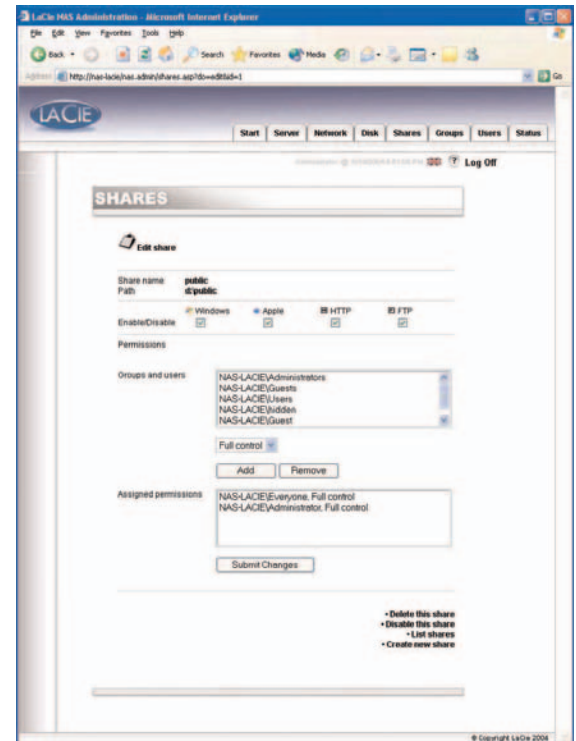 LaCie NAS Administration - Microsoft Internet Explorer
File Edit View Favorites Tools Help
Back Search Favorites Media
Address http://nas-lacie/nas.admin/shares.asp?do=edit&id=1 Go
LACIE
Start Server Network Disk Shares Groups Users Status
? Log Off
SHARES
Edit share
Share name public
Path d:\public
Windows Apple HTTP FTP
Enable/Disable
Permissions
Groups and users
NAS-LACIE\Administrators
NAS-LACIE\Guests
NAS-LACIE\Users
NAS-LACIE\
NAS-LACIE\Guest
Full control
Add Remove
Assigned permissions
NAS-LACIE\Everyone, Full control
NAS-LACIE\Administrator, Full control
Submit Changes
• Delete this share
• Disable this share
• List shares
• Create new share
© Copyright LaCie 2004